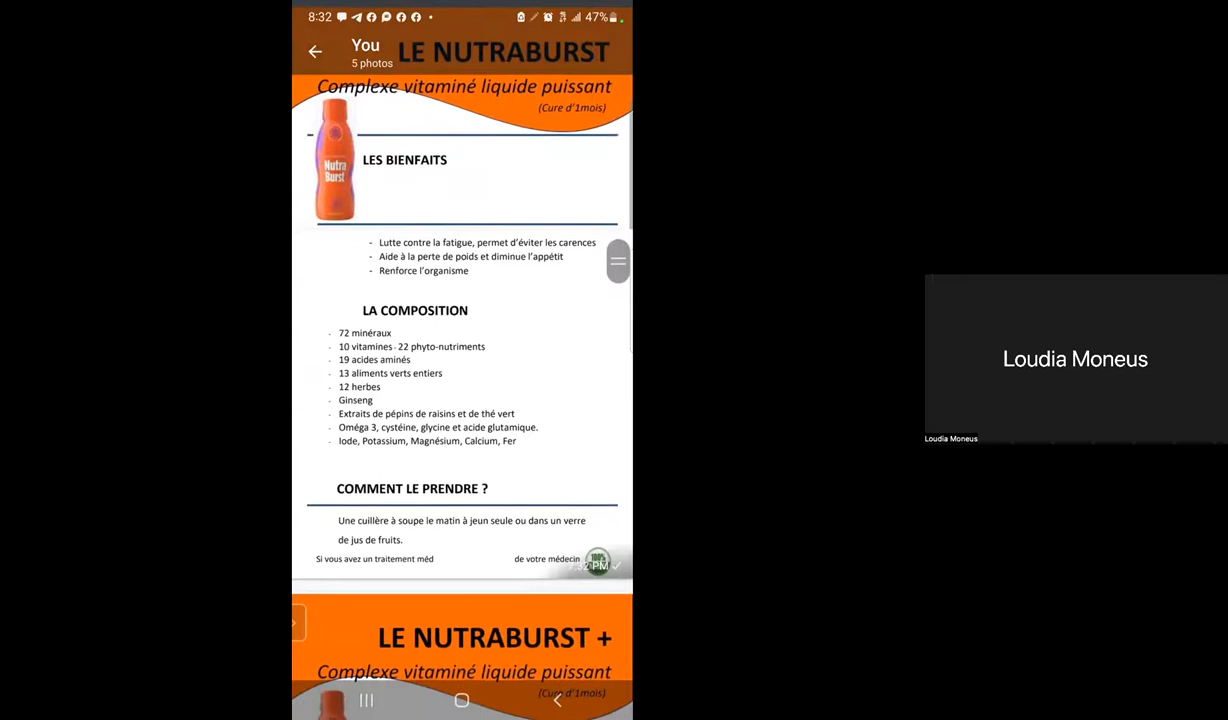 8:32
47%
You
5 photos
LE NUTRABURST
Complexe vitaminé liquide puissant
(Cure d'1mois)
Nutra
Burst
LES BIENFAITS
- Lutte contre la fatigue, permet d'éviter les carences
- Aide à la perte de poids et diminue l'appétit
- Renforce l'organisme
LA COMPOSITION
- 72 minéraux
- 10 vitamines - 22 phyto-nutriments
- 19 acides aminés
- 13 aliments verts entiers
- 12 herbes
- Ginseng
- Extraits de pépins de raisins et de thé vert
- Oméga 3, cystéine, glycine et acide glutamique.
- Iode, Potassium, Magnésium, Calcium, Fer
COMMENT LE PRENDRE ?
Une cuillère à soupe le matin à jeun seule ou dans un verre
de jus de fruits.
Si vous avez un traitement méd de votre médecin
100%
PM
LE NUTRABURST +
Complexe vitaminé liquide puissant
(Cure d'1mois)
Loudia Moneus
Loudia Moneus